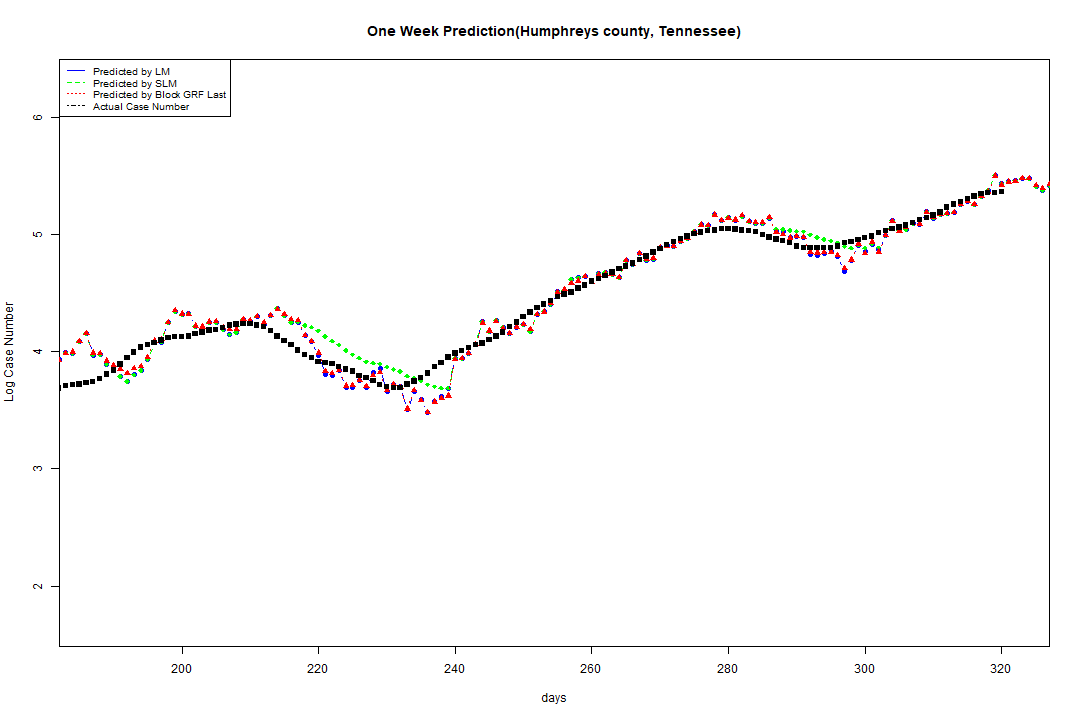 One Week Prediction(Humphreys county, Tennessee)
Predicted by LM
Predicted by SLM
Predicted by Block GRF Last
Actual Case Number
Log Case Number
6
5
4
3
2
200 220 240 260 280 300 320
days